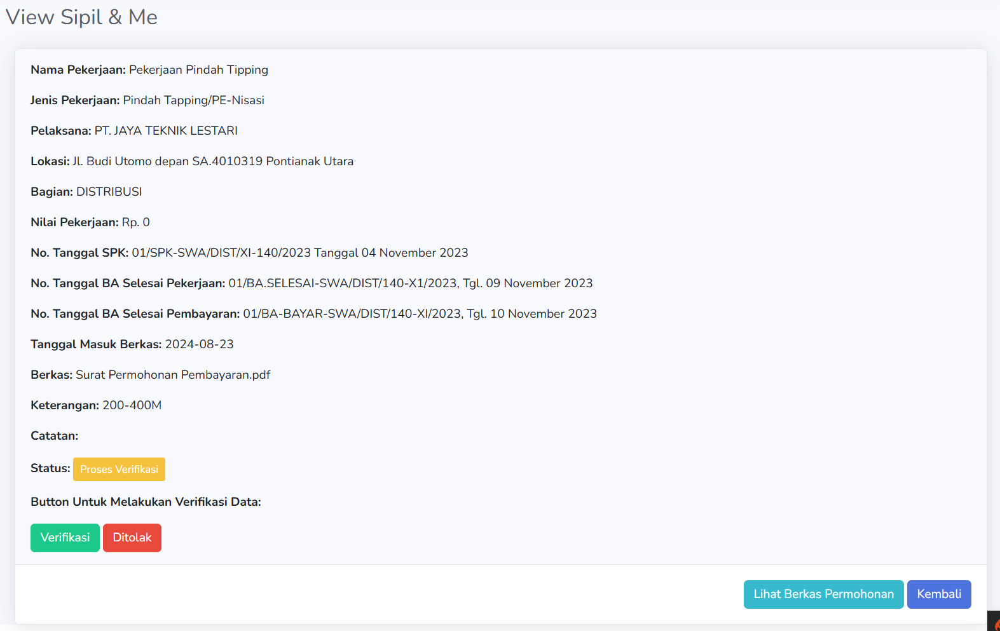 View Sipil & Me
Nama Pekerjaan: Pekerjaan Pindah Tipping
Jenis Pekerjaan: Pindah Tapping/PE-Nisasi
Pelaksana: PT. JAYA TEKNIK LESTARI
Lokasi: Jl. Budi Utomo depan SA.4010319 Pontianak Utara
Bagian: DISTRIBUSI
Nilai Pekerjaan: Rp. 0
No. Tanggal SPK: 01/SPK-SWA/DIST/XI-140/2023 Tanggal 04 November 2023
No. Tanggal BA Selesai Pekerjaan: 01/BA.SELESAI-SWA/DIST/140-X1/2023, Tgl. 09 November 2023
No. Tanggal BA Selesai Pembayaran: 01/BA-BAYAR-SWA/DIST/140-XI/2023, Tgl. 10 November 2023
Tanggal Masuk Berkas: 2024-08-23
Berkas: Surat Permohonan Pembayaran.pdf
Keterangan: 200-400M
Catatan:
Status: Proses Verifikasi
Button Untuk Melakukan Verifikasi Data:
Verifikasi Ditolak
Lihat Berkas Permohonan Kembali